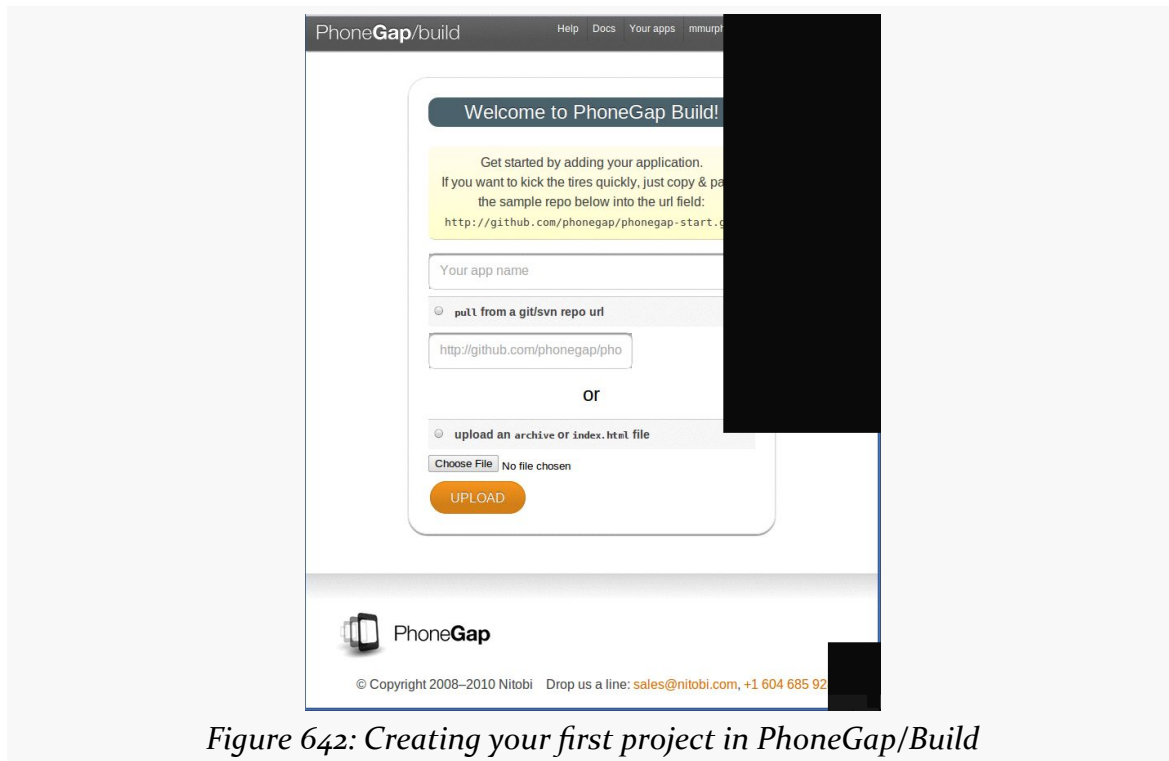 PhoneGap/build Help Docs Your apps
Welcome to PhoneGap Build!
Get started by adding your application.
If you want to kick the tires quickly, just copy &
the sample repo below into the url field:
http://github.com/phonegap/phonegap-start.g
Your app name
pull from a git/svn repo url
http://github.com/phonegap/pho
or
upload an archive or index.html file
Choose File No file chosen
UPLOAD
PhoneGap
© Copyright 2008–2010 Nitobi Drop us a line: sales@nitobi.com, +1 604 685 92
Figure 642: Creating your first project in PhoneGap/Build